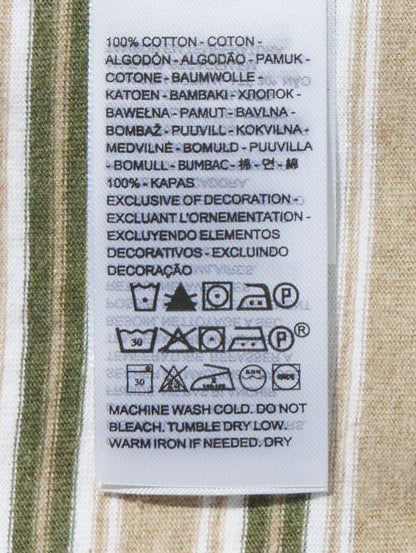 100% COTTON - COTON -
ALGODÓN - ALGODÃO - PAMUK -
COTONE - BAUMWOLLE -
KATOEN - BAMBAKI - ХЛОПОК -
BAWEŁNA - PAMUT - BAVLNA -
BOMBAŽ - PUUVILL - KOKVILNA -
MEDVILNĖ - BOMULD - PUUVILLA
- BOMULL - BUMBAC - 棉 - 면 - 綿
100% - KAPAS
EXCLUSIVE OF DECORATION -
EXCLUANT L'ORNEMENTATION -
EXCLUYENDO ELEMENTOS
DECORATIVOS - EXCLUINDO
DECORAÇÃO
P
30 P ®
30
MACHINE WASH COLD. DO NOT
BLEACH. TUMBLE DRY LOW.
WARM IRON IF NEEDED. DRY